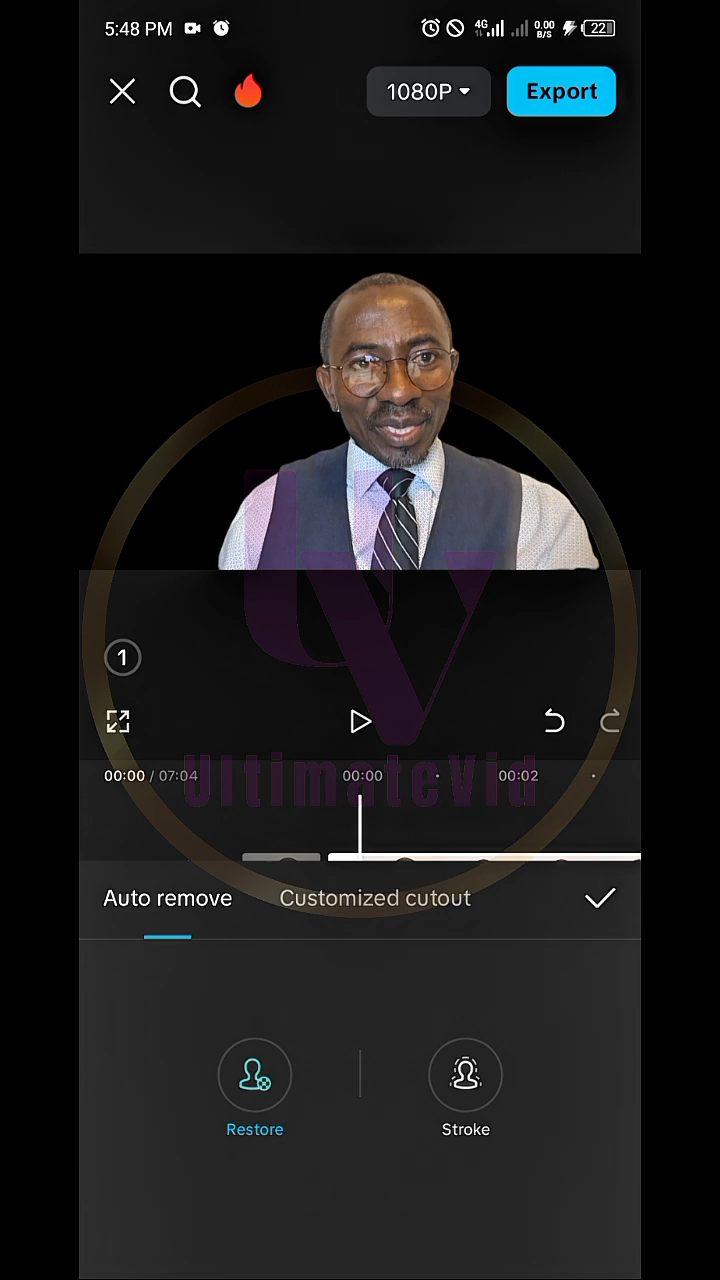 5:48 PM
4G
0.00
B/S
22
1080P
Export
1
00:00 / 07:04
00:00
00:02
UV
UltimateVid
Auto remove
Customized cutout
Restore
Stroke